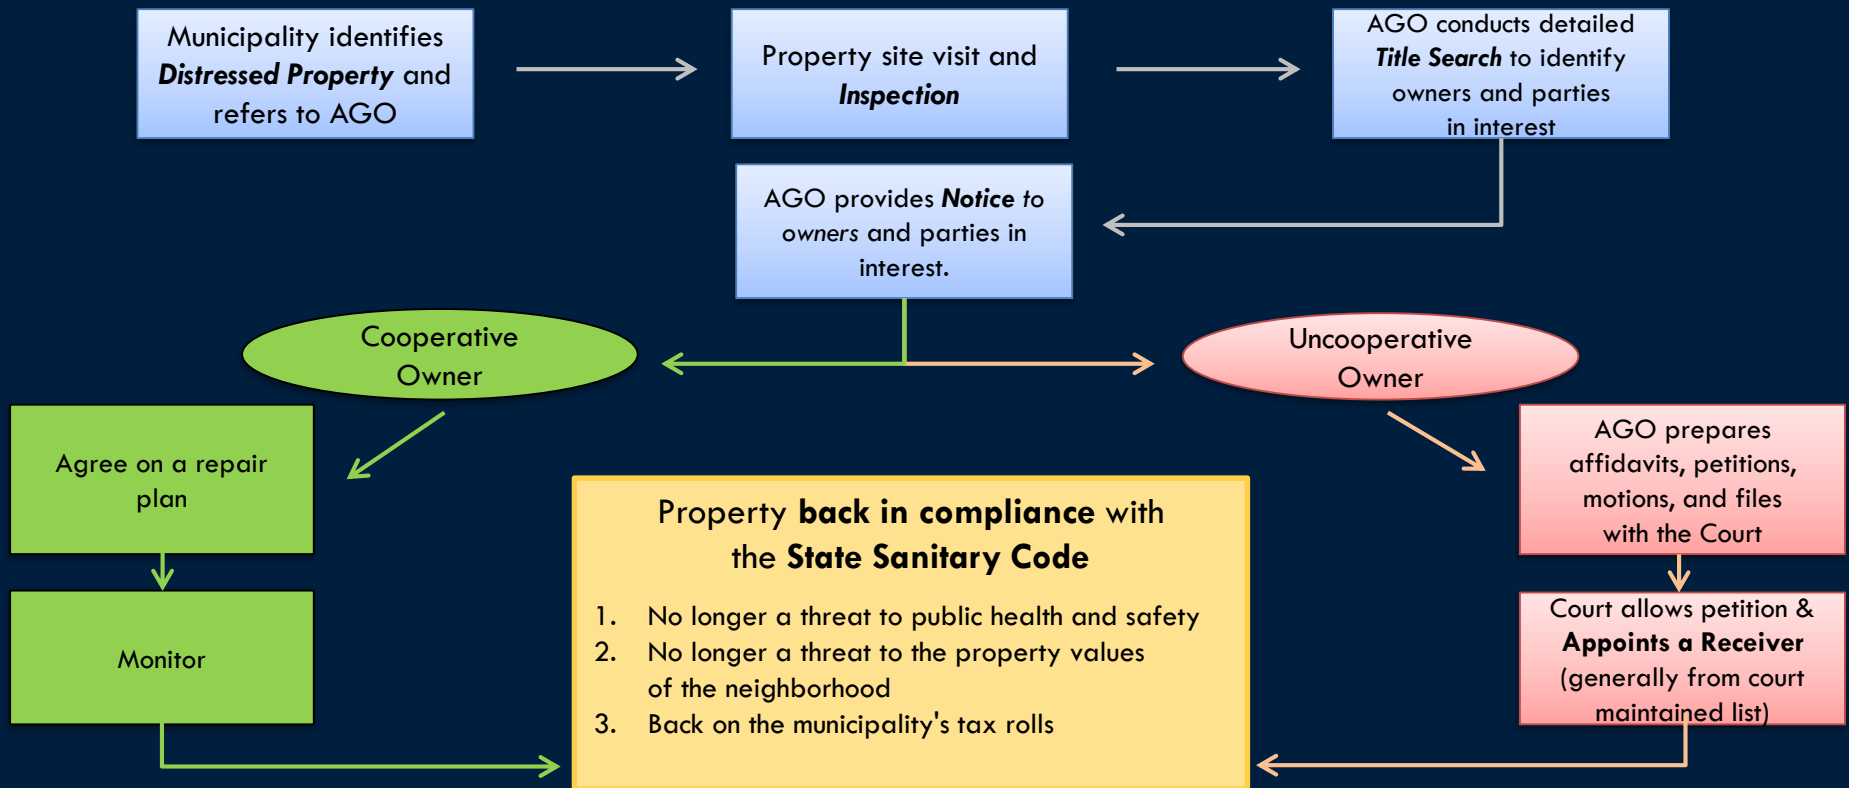 Municipality identifies
Distressed Property and
refers to AGO
Property site visit and
Inspection
AGO conducts detailed
Title Search to identify
owners and parties
in interest
AGO provides Notice to
owners and parties in
interest.
Cooperative
Owner
Uncooperative
Owner
Agree on a repair
plan
Monitor
AGO prepares
affidavits, petitions,
motions, and files
with the Court
Court allows petition &
Appoints a Receiver
(generally from court
maintained list)
Property back in compliance with
the State Sanitary Code
1. No longer a threat to public health and safety
2. No longer a threat to the property values
of the neighborhood
3. Back on the municipality's tax rolls